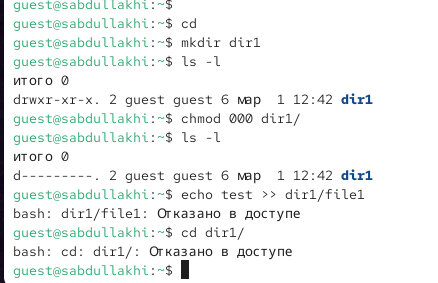 guest@sabdullakhi:~$
guest@sabdullakhi:~$ cd
guest@sabdullakhi:~$ mkdir dir1
guest@sabdullakhi:~$ ls -l
итого 0
drwxr-xr-x. 2 guest guest 6 мар  1 12:42 dir1
guest@sabdullakhi:~$ chmod 000 dir1/
guest@sabdullakhi:~$ ls -l
итого 0
d---------. 2 guest guest 6 мар  1 12:42 dir1
guest@sabdullakhi:~$ echo test >> dir1/file1
bash: dir1/file1: Отказано в доступе
guest@sabdullakhi:~$ cd dir1/
bash: cd: dir1/: Отказано в доступе
guest@sabdullakhi:~$